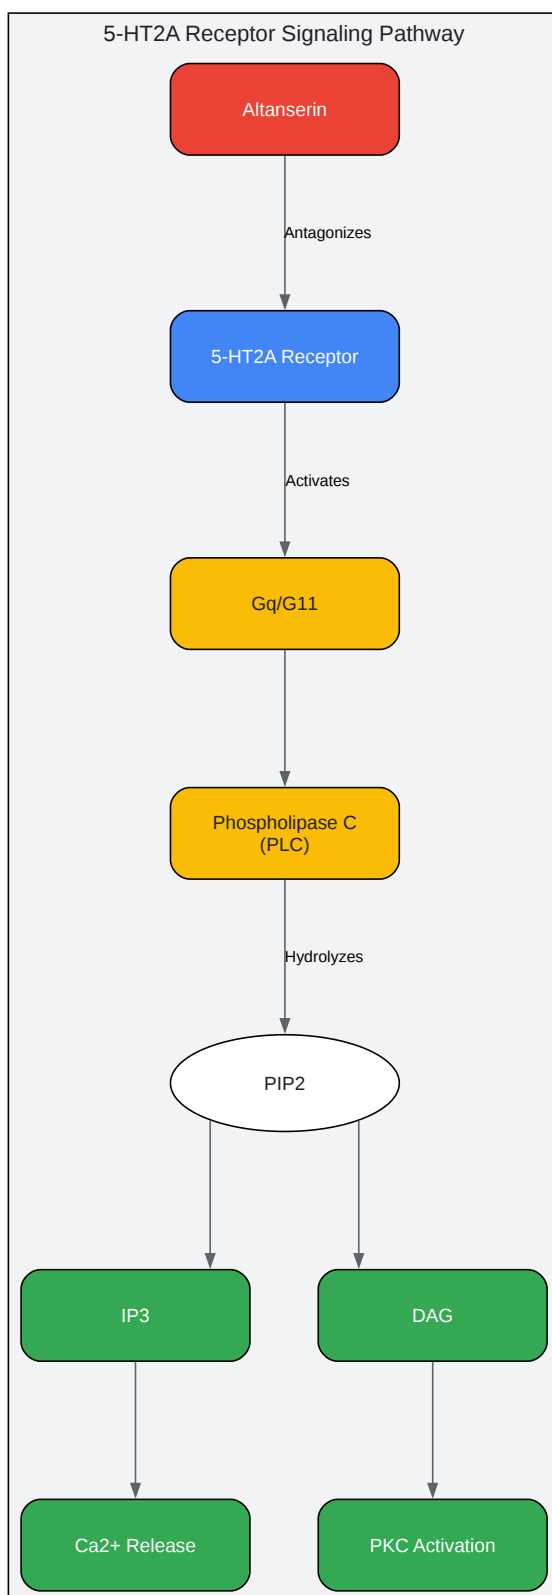 5-HT2A Receptor Signaling Pathway
Altanserin
Antagonizes
5-HT2A Receptor
Activates
Gq/G11
Phospholipase C
(PLC)
Hydrolyzes
PIP2
IP3
DAG
Ca2+ Release
PKC Activation